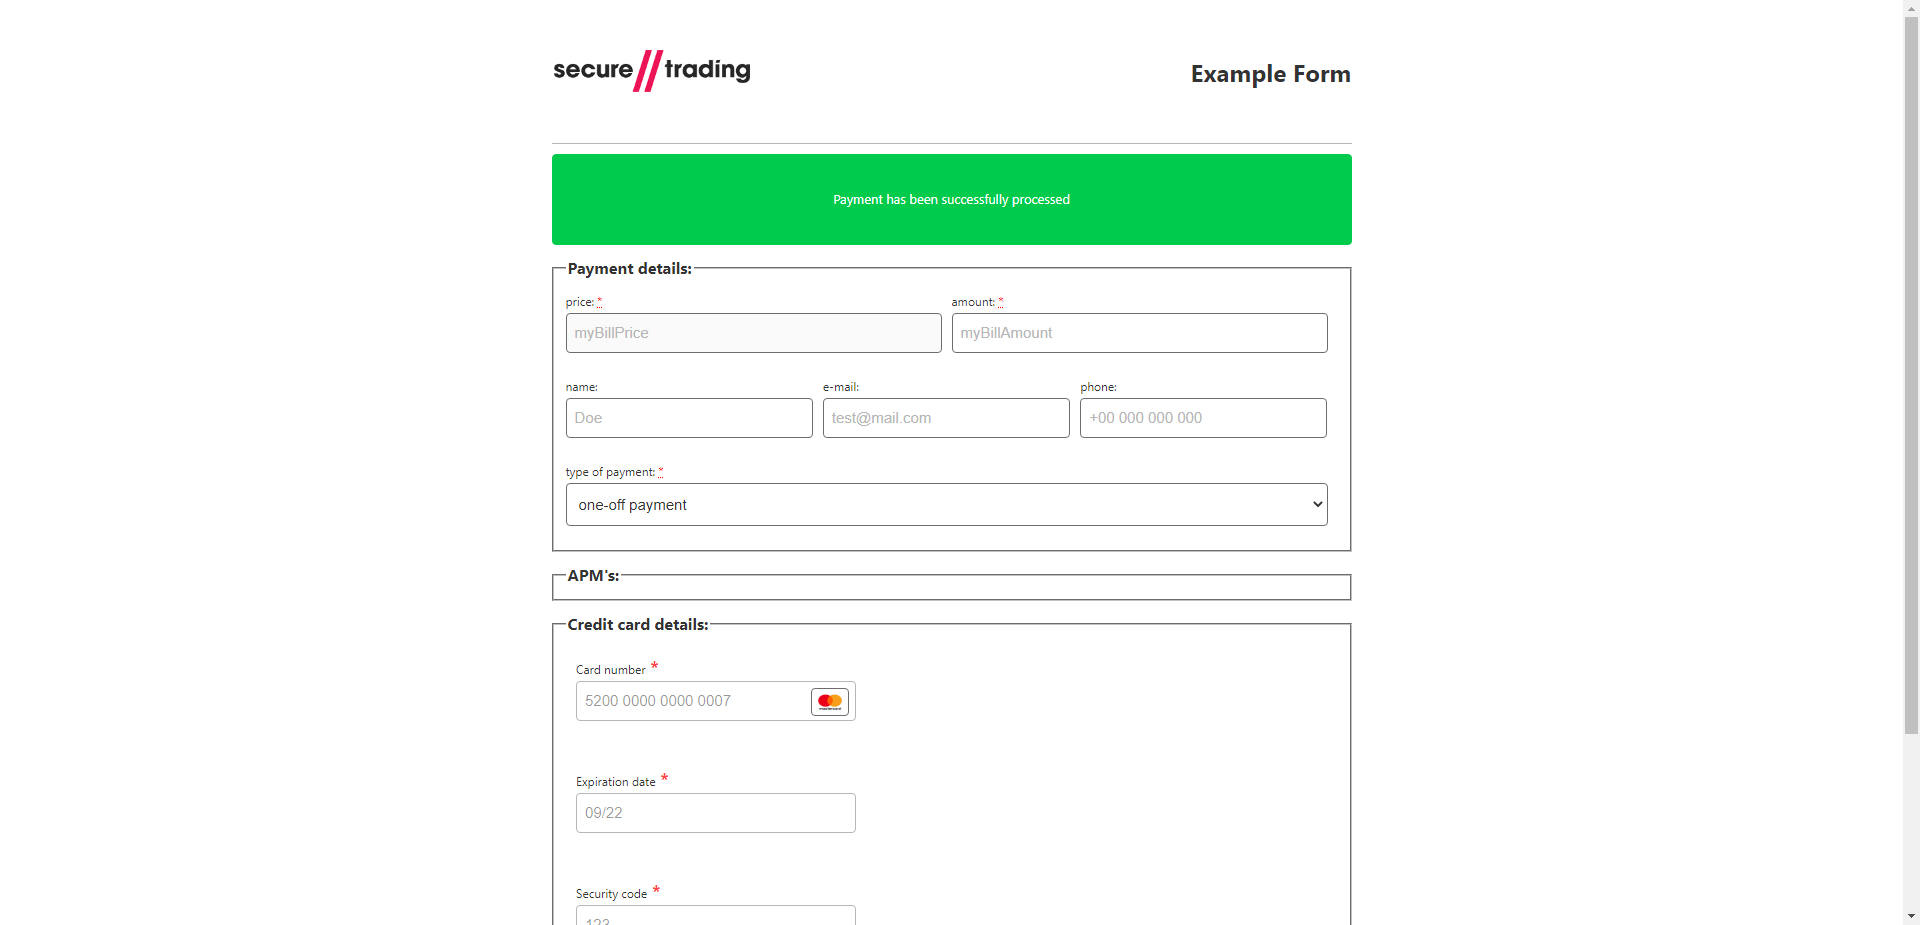 secure//trading
Example Form
Payment has been successfully processed
Payment details:
price: * amount: *
myBillPrice myBillAmount
name: e-mail: phone:
Doe test@mail.com +00 000 000 000
type of payment: *
one-off payment
APM's:
Credit card details:
Card number *
5200 0000 0000 0007
mastercard
Expiration date *
09/22
Security code *
123